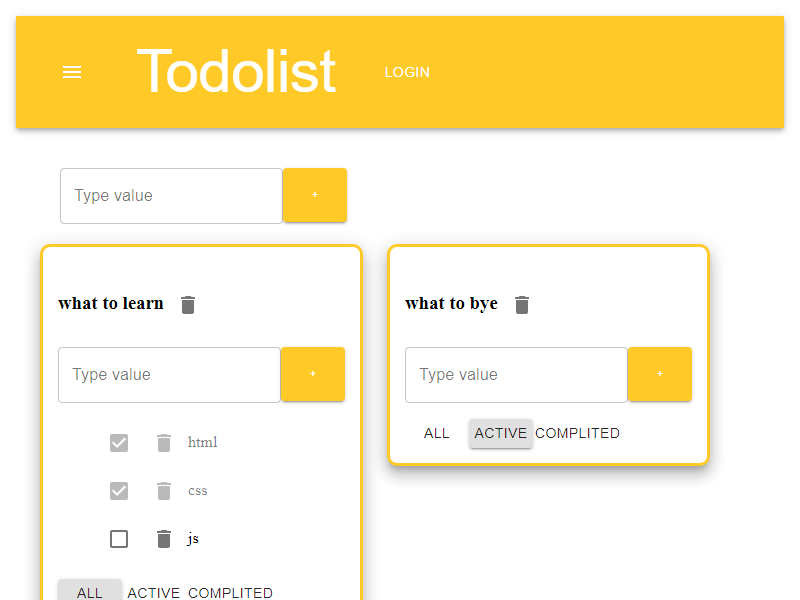 Todolist LOGIN
Type value +
what to learn
Type value +
html
css
js
ALL ACTIVE COMPLITED
what to bye
Type value +
ALL ACTIVE COMPLITED